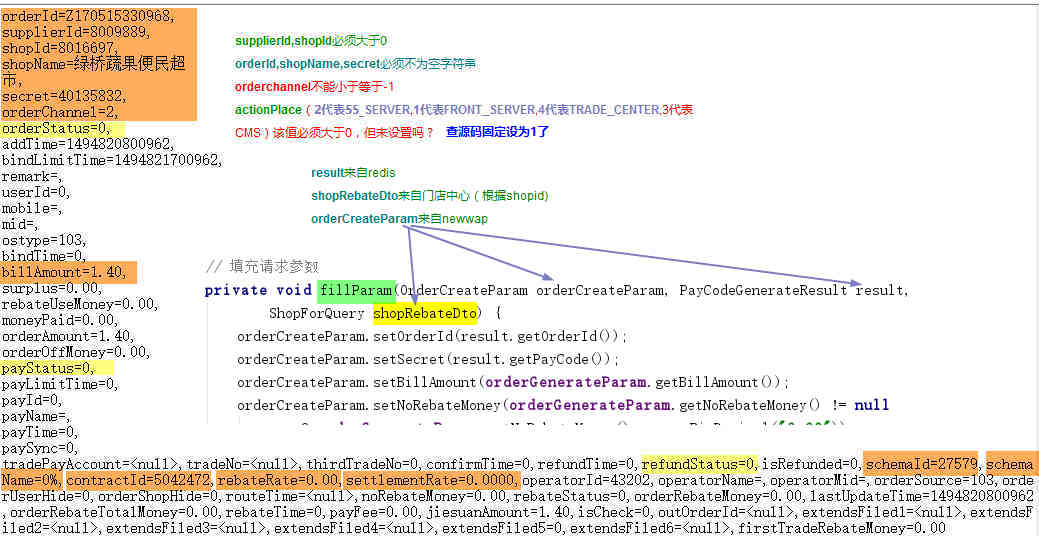 orderId=Z170515330968,
supplierId=8009889,
shopId=8016697,
shopName=绿桥蔬果便民超
市,
secret=40135832,
orderChannel=2,
orderStatus=0,
addTime=1494820800962,
bindLimitTime=1494821700962,
remark=,
userId=0,
mobile=,
mid=,
ostype=103,
bindTime=0,
billAmount=1.40,
surplus=0.00,
rebateUseMoney=0.00,
moneyPaid=0.00,
orderAmount=1.40,
orderOffMoney=0.00,
payStatus=0,
payLimitTime=0,
payId=0,
payName=,
payTime=0,
paySync=0,
supplierId,shopId必须大于0
orderId,shopName,secret必须不为空字符串
orderchannel不能小于等于-1
actionPlace（2代表55_SERVER,1代表FRONT_SERVER,4代表TRADE_CENTER,3代表
CMS）该值必须大于0，但未设置吗？ 查源码固定设为1了
result来自redis
shopRebateDto来自门店中心（根据shopid)
orderCreateParam来自newwap
// 填充请求参数
private void fillParam(OrderCreateParam orderCreateParam, PayCodeGenerateResult result,
ShopForQuery shopRebateDto) {
orderCreateParam.setOrderId(result.getOrderId());
orderCreateParam.setSecret(result.getPayCode());
orderCreateParam.setBillAmount(orderGenerateParam.getBillAmount());
orderCreateParam.setNoRebateMoney(orderGenerateParam.getNoRebateMoney() != null
tradePayAccount=<null>,tradeNo=<null>,thirdTradeNo=0,confirmTime=0,refundTime=0,refundStatus=0,isRefunded=0,schemaId=27579,schema
Name=0%,contractId=5042472,rebateRate=0.00,settlementRate=0.0000,operatorId=43202,operatorName=,operatorMid=,orderSource=103,orde
rUserHide=0,orderShopHide=0,routeTime=<null>,noRebateMoney=0.00,rebateStatus=0,orderRebateMoney=0.00,lastUpdateTime=1494820800962
,orderRebateTotalMoney=0.00,rebateTime=0,payFee=0.00,jiesuanAmount=1.40,isCheck=0,outOrderId=<null>,extendsFiled1=<null>,extendsF
iled2=<null>,extendsFiled3=<null>,extendsFiled4=<null>,extendsFiled5=0,extendsFiled6=<null>,firstTradeRebateMoney=0.00